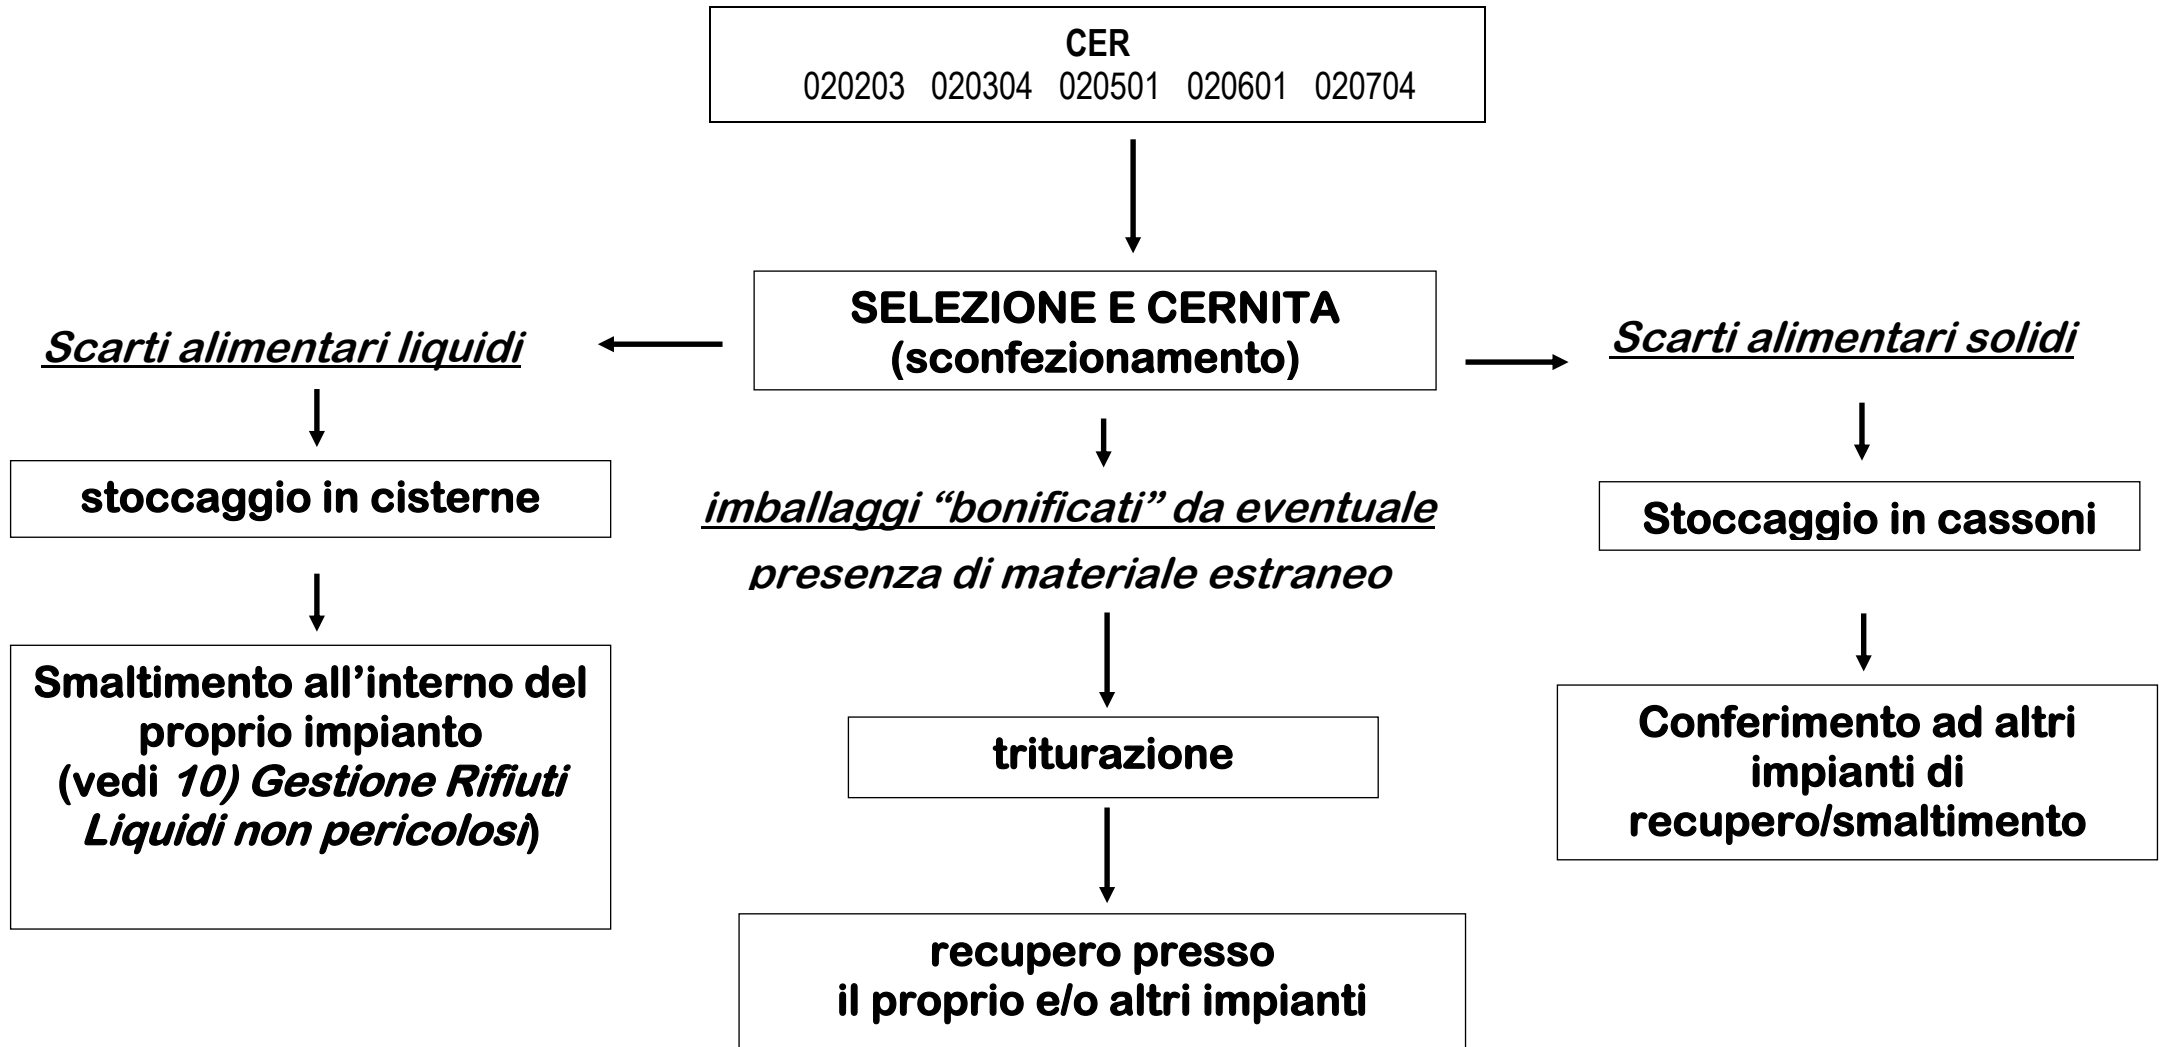 CER
020203 020304 020501 020601 020704
SELEZIONE E CERNITA
(sconfezionamento)
Scarti alimentari liquidi
stoccaggio in cisterne
Smaltimento all’interno del
proprio impianto
(vedi 10) Gestione Rifiuti
Liquidi non pericolosi)
imballaggi “bonificati” da eventuale
presenza di materiale estraneo
triturazione
recupero presso
il proprio e/o altri impianti
Scarti alimentari solidi
Stoccaggio in cassoni
Conferimento ad altri
impianti di
recupero/smaltimento